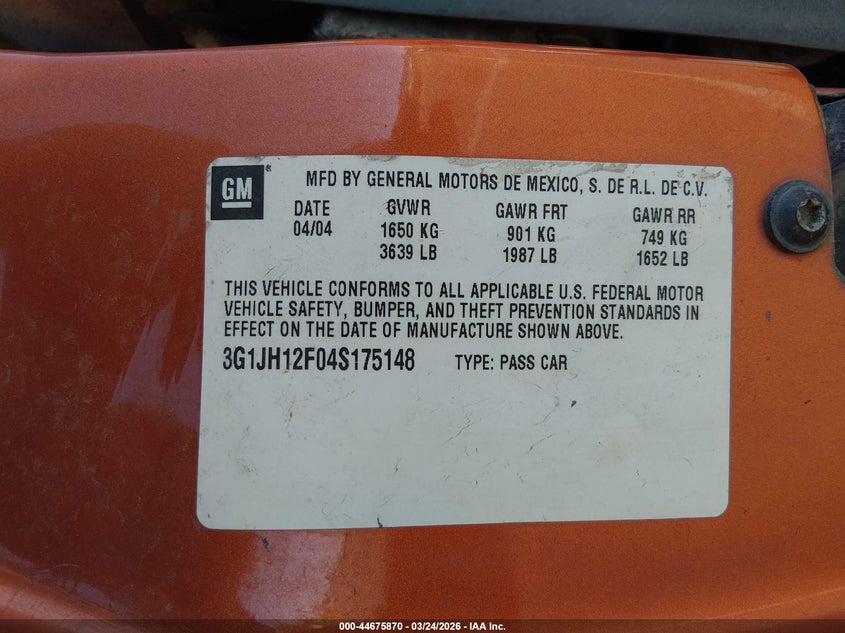 GM
MFD BY GENERAL MOTORS DE MEXICO, S. DE R.L. DE C.V.
DATE GVWR GAWR FRT GAWR RR
04/04 1650 KG 901 KG 749 KG
3639 LB 1987 LB 1652 LB
THIS VEHICLE CONFORMS TO ALL APPLICABLE U.S. FEDERAL MOTOR
VEHICLE SAFETY, BUMPER, AND THEFT PREVENTION STANDARDS IN
EFFECT ON THE DATE OF MANUFACTURE SHOWN ABOVE.
3G1JH12F04S175148 TYPE: PASS CAR
000-44675870 - 03/24/2026 - IAA Inc.